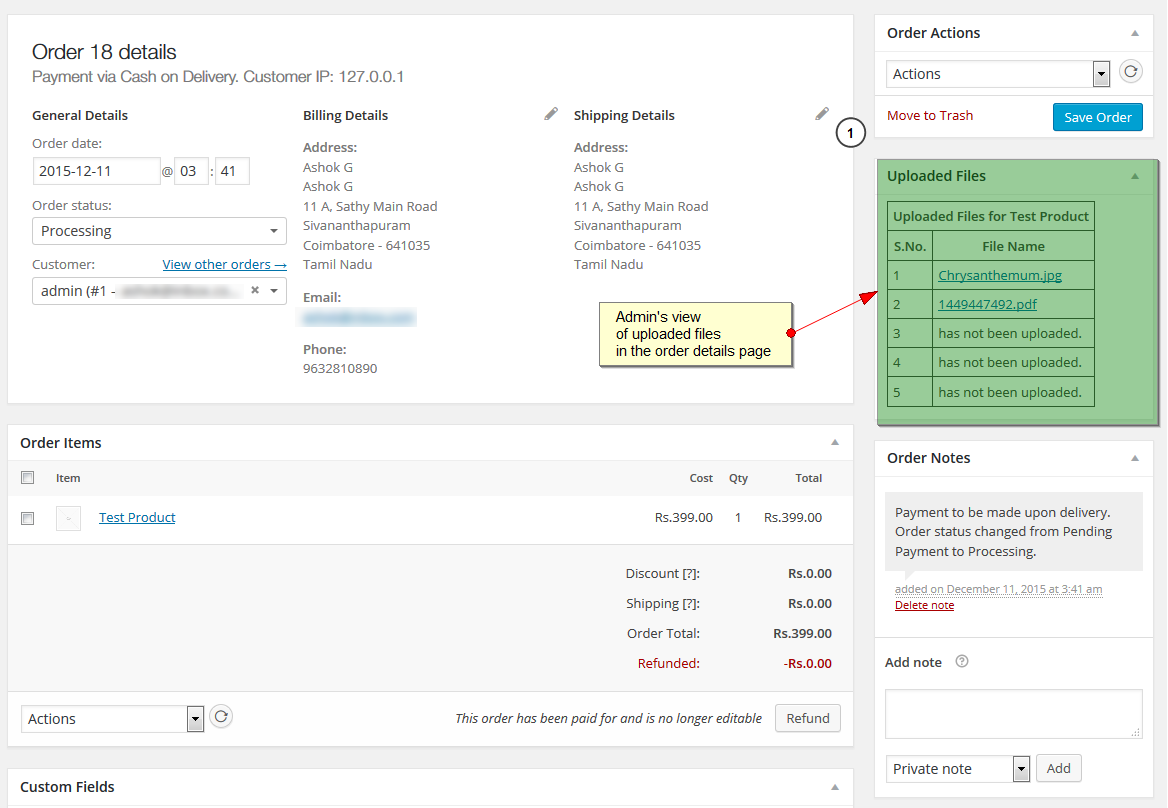 Order 18 details
Payment via Cash on Delivery. Customer IP: 127.0.0.1
General Details
Order date:
2015-12-11 @ 03 : 41
Order status:
Processing
Customer:
View other orders →
admin (#1 -
Billing Details
Address:
Ashok G
Ashok G
11 A, Sathy Main Road
Sivananthapuram
Coimbatore - 641035
Tamil Nadu
Email:
Phone:
9632810890
Shipping Details
Address:
Ashok G
Ashok G
11 A, Sathy Main Road
Sivananthapuram
Coimbatore - 641035
Tamil Nadu
1
Admin's view
of uploaded files
in the order details page
Order Items
Item Cost Qty Total
Test Product Rs.399.00 1 Rs.399.00
Discount [?]: Rs.0.00
Shipping [?]: Rs.0.00
Order Total: Rs.399.00
Refunded: -Rs.0.00
Actions
This order has been paid for and is no longer editable
Refund
Custom Fields
Order Actions
Actions
Move to Trash
Save Order
Uploaded Files
Uploaded Files for Test Product
S.No. File Name
1 Chrysanthemum.jpg
2 1449447492.pdf
3 has not been uploaded.
4 has not been uploaded.
5 has not been uploaded.
Order Notes
Payment to be made upon delivery.
Order status changed from Pending
Payment to Processing.
added on December 11, 2015 at 3:41 am
Delete note
Add note ?
Private note
Add